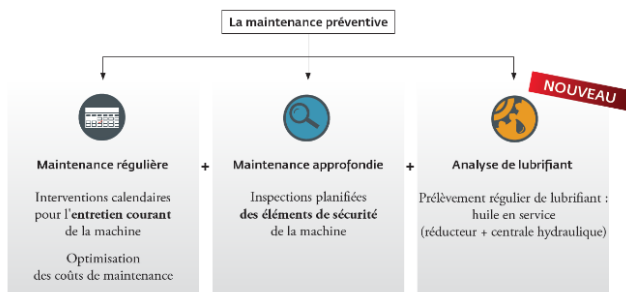 La maintenance préventive
NOUVEAU
Maintenance régulière
+
Maintenance approfondie
+
Analyse de lubrifiant
Interventions calendaires
pour l'entretien courant
de la machine
Optimisation
des coûts de maintenance
Inspections planifiées
des éléments de sécurité
de la machine
Prélèvement régulier de lubrifiant :
huile en service
(réducteur + centrale hydraulique)